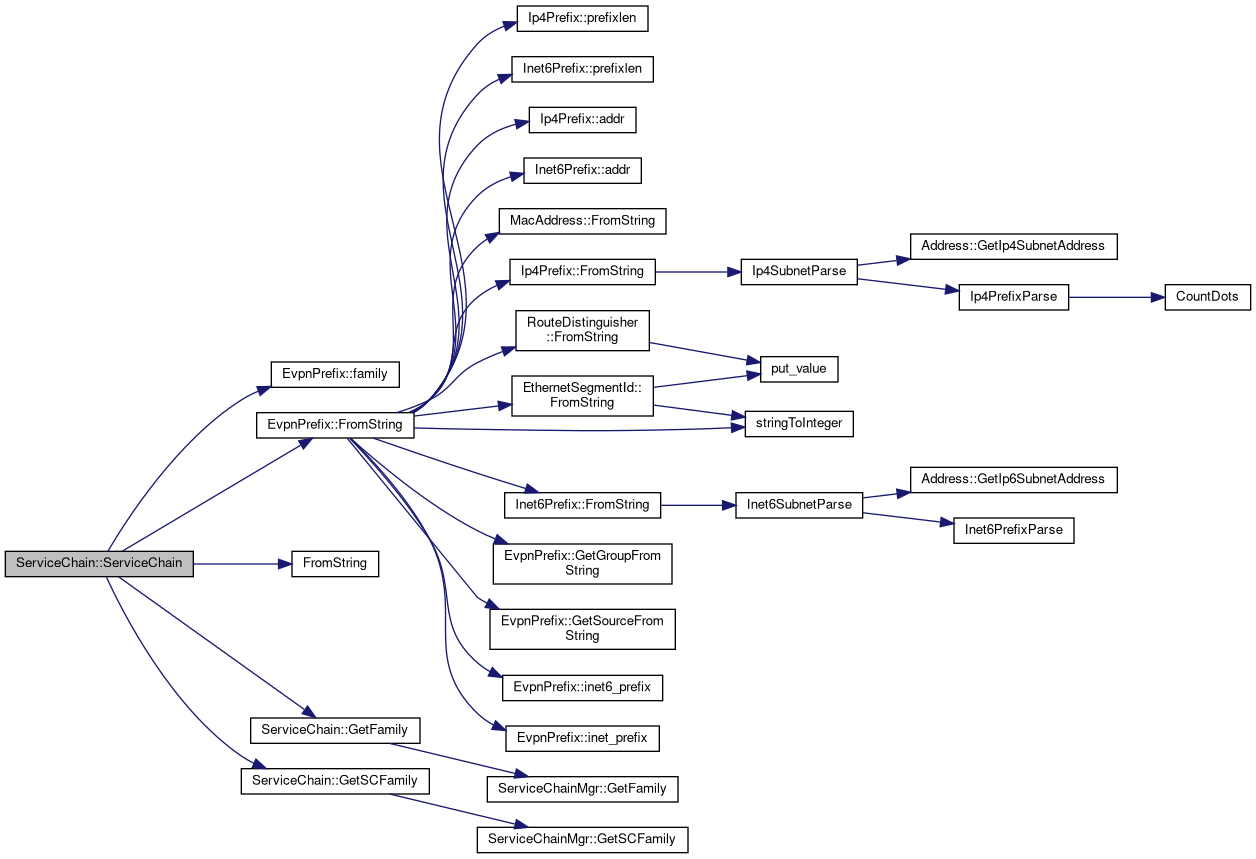 Ip4Prefix::prefixlen
Inet6Prefix::prefixlen
Ip4Prefix::addr
Inet6Prefix::addr
MacAddress::FromString
Address::GetIp4SubnetAddress
Ip4Prefix::FromString
Ip4SubnetParse
Ip4PrefixParse
CountDots
RouteDistinguisher
::FromString
put_value
EvpnPrefix::family
EthernetSegmentId::
FromString
EvpnPrefix::FromString
stringToInteger
Address::GetIp6SubnetAddress
Inet6Prefix::FromString
Inet6SubnetParse
Inet6PrefixParse
ServiceChain::ServiceChain
FromString
EvpnPrefix::GetGroupFrom
String
EvpnPrefix::GetSourceFrom
String
EvpnPrefix::inet6_prefix
ServiceChain::GetFamily
EvpnPrefix::inet_prefix
ServiceChain::GetSCFamily
ServiceChainMgr::GetFamily
ServiceChainMgr::GetSCFamily